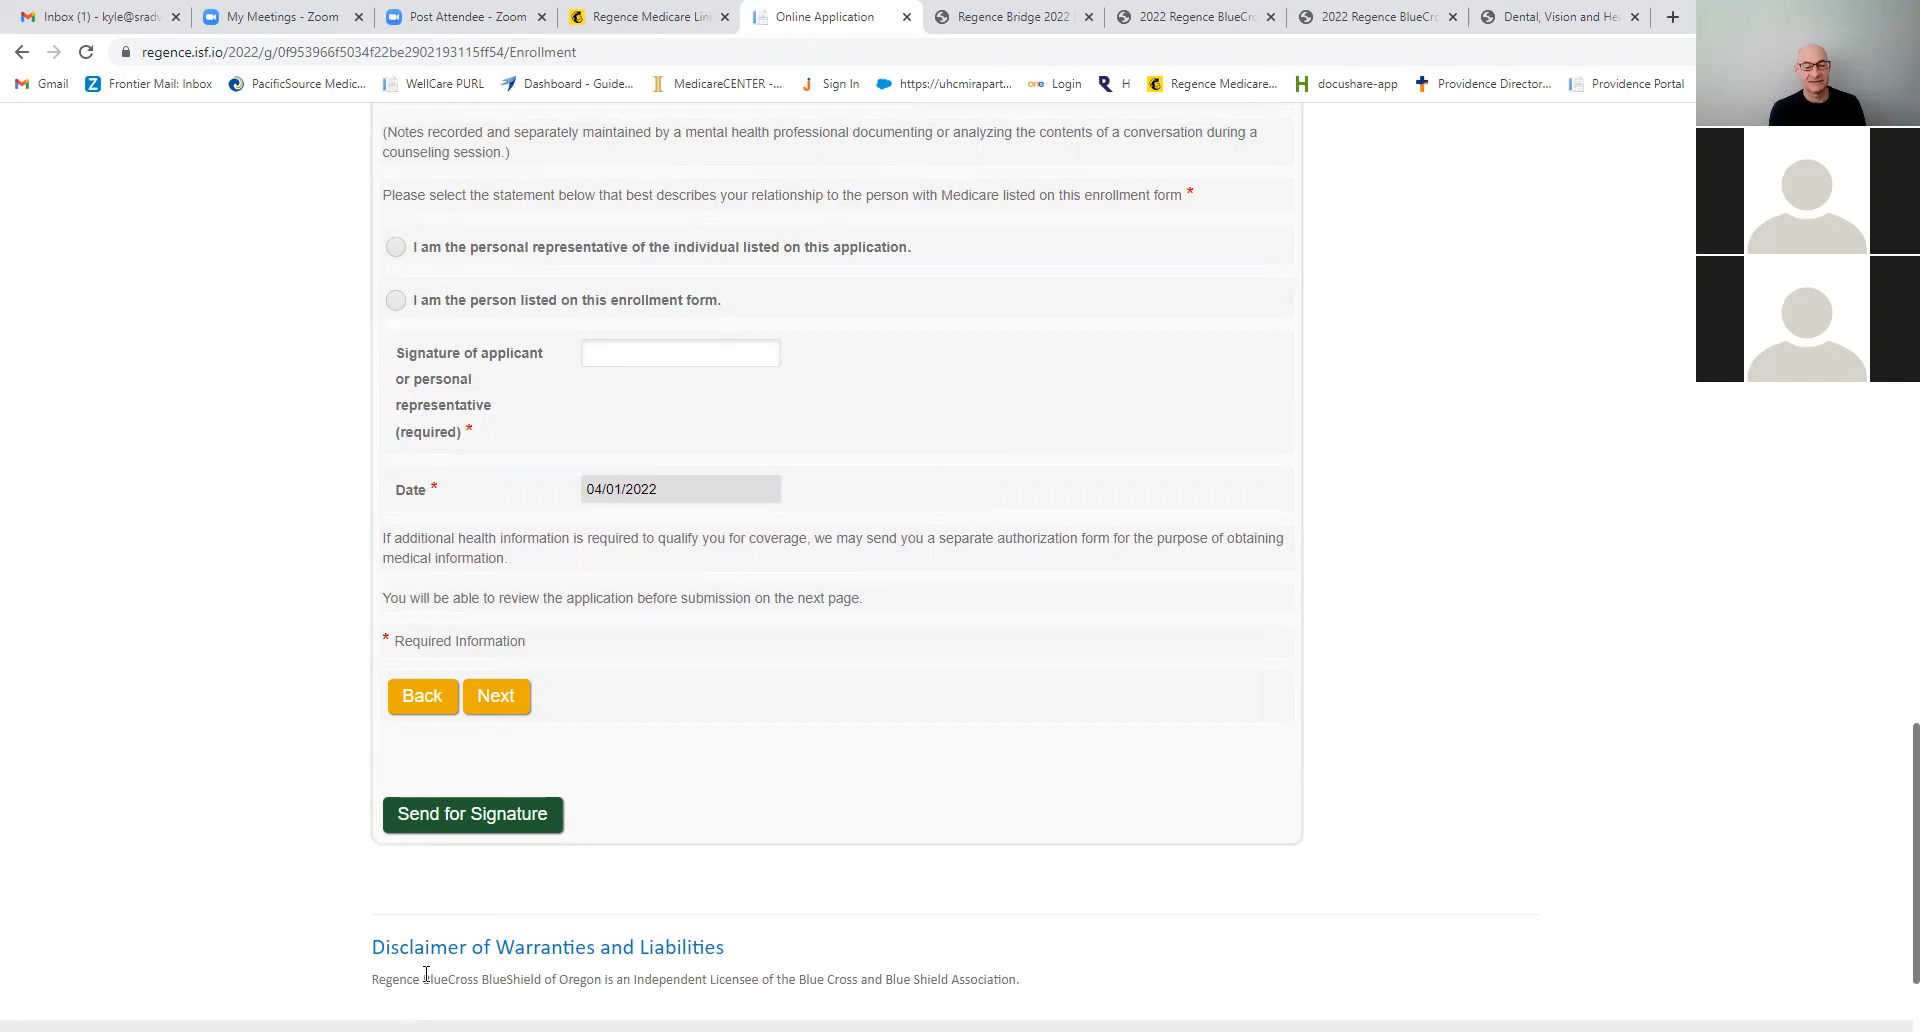 Inbox (1) - kyle@sradv
My Meetings - Zoom
Post Attendee - Zoom
Regence Medicare Lin
Online Application
Regence Bridge 2022
2022 Regence BlueCro
2022 Regence BlueCro
Dental, Vision and He
regence.isf.io/2022/g/0f953966f5034f22be2902193115ff54/Enrollment
Gmail
Frontier Mail: Inbox
PacificSource Medic...
WellCare PURL
Dashboard - Guide...
MedicareCENTER -...
Sign In
https://uhcmirapart...
one Login
H
Regence Medicare...
docushare-app
Providence Director...
Providence Portal
(Notes recorded and separately maintained by a mental health professional documenting or analyzing the contents of a conversation during a
counseling session.)
Please select the statement below that best describes your relationship to the person with Medicare listed on this enrollment form *
I am the personal representative of the individual listed on this application.
I am the person listed on this enrollment form.
Signature of applicant
or personal
representative
(required) *
Date *
04/01/2022
If additional health information is required to qualify you for coverage, we may send you a separate authorization form for the purpose of obtaining
medical information.
You will be able to review the application before submission on the next page.
* Required Information
Back
Next
Send for Signature
Disclaimer of Warranties and Liabilities
Regence BlueCross BlueShield of Oregon is an Independent Licensee of the Blue Cross and Blue Shield Association.